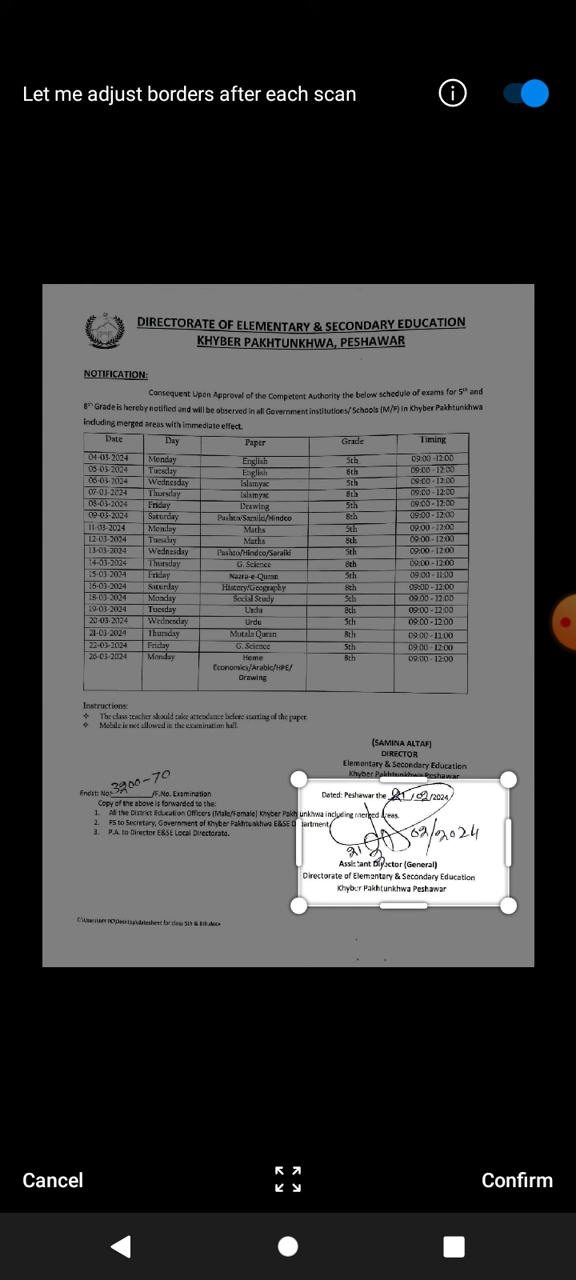 Let me adjust borders after each scan
DIRECTORATE OF ELEMENTARY & SECONDARY EDUCATION
KHYBER PAKHTUNKHWA, PESHAWAR
NOTIFICATION:
Consequent Upon Approval of the Competent Authority the below schedule of exams for 5th and
8th Grade is hereby notified and will be observed in all Government institutions/ Schools (M/F) in Khyber Pakhtunkhwa
including merged areas with immediate effect.
Date Day Paper Grade Timing
04-03-2024 Monday English 5th 09:00 -12:00
05-03-2024 Tuesday English 8th 09:00 - 12:00
06-03-2024 Wednesday Islamyat 5th 09:00 - 12:00
07-03-2024 Thursday Islamyat 8th 09:00 - 12:00
08-03-2024 Friday Drawing 5th 09:00 - 12:00
09-03-2024 Saturday Pashto/Saraiki/Hindco 8th 09:00 - 12:00
11-03-2024 Monday Maths 5th 09:00 - 12:00
12-03-2024 Tuesday Maths 8th 09:00 - 12:00
13-03-2024 Wednesday Pashto/Hindco/Saraiki 5th 09:00 - 12:00
14-03-2024 Thursday G. Science 8th 09:00 - 12:00
15-03-2024 Friday Nazra-e-Quran 5th 09:00 - 11:00
16-03-2024 Saturday History/Geography 8th 09:00 - 12:00
18-03-2024 Monday Social Study 5th 09:00 - 12:00
19-03-2024 Tuesday Urdu 8th 09:00 - 12:00
20-03-2024 Wednesday Urdu 5th 09:00 - 12:00
21-03-2024 Thursday Mutala Quran 8th 09:00 - 11:00
22-03-2024 Friday G. Science 5th 09:00 - 12:00
26-03-2024 Monday Home 8th 09:00 - 12:00
Economics/Arabic/HPE/
Drawing
Instructions:
The class teacher should take attendance before starting of the paper.
Mobile is not allowed in the examination hall.
(SAMINA ALTAF)
DIRECTOR
Elementary & Secondary Education
Khyber Pakhtunkhwa Peshawar
Endst: No. 3900-70 /F.No. Examination Dated: Peshawar the 21/02/2024
Copy of the above is forwarded to the:
1. All the District Education Officers (Male/Female) Khyber Pakhtunkhwa including merged areas.
2. PS to Secretary, Government of Khyber Pakhtunkhwa E&SE Department
3. P.A. to Director E&SE Local Directorate.
02/2024
Assistant Director (General)
Directorate of Elementary & Secondary Education
Khyber Pakhtunkhwa Peshawar
Cancel
Confirm